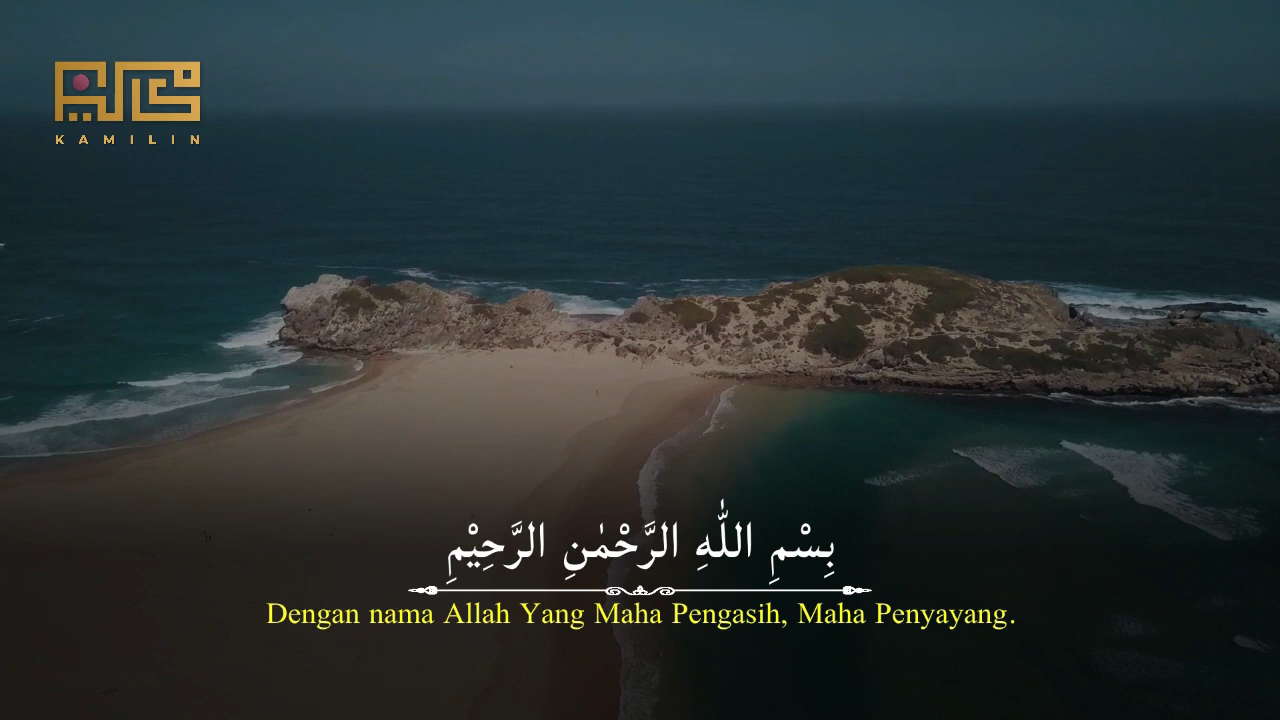 KAMILIN
بِسْمِ اللّٰهِ الرَّحْمٰنِ الرَّحِيْمِ
Dengan nama Allah Yang Maha Pengasih, Maha Penyayang.